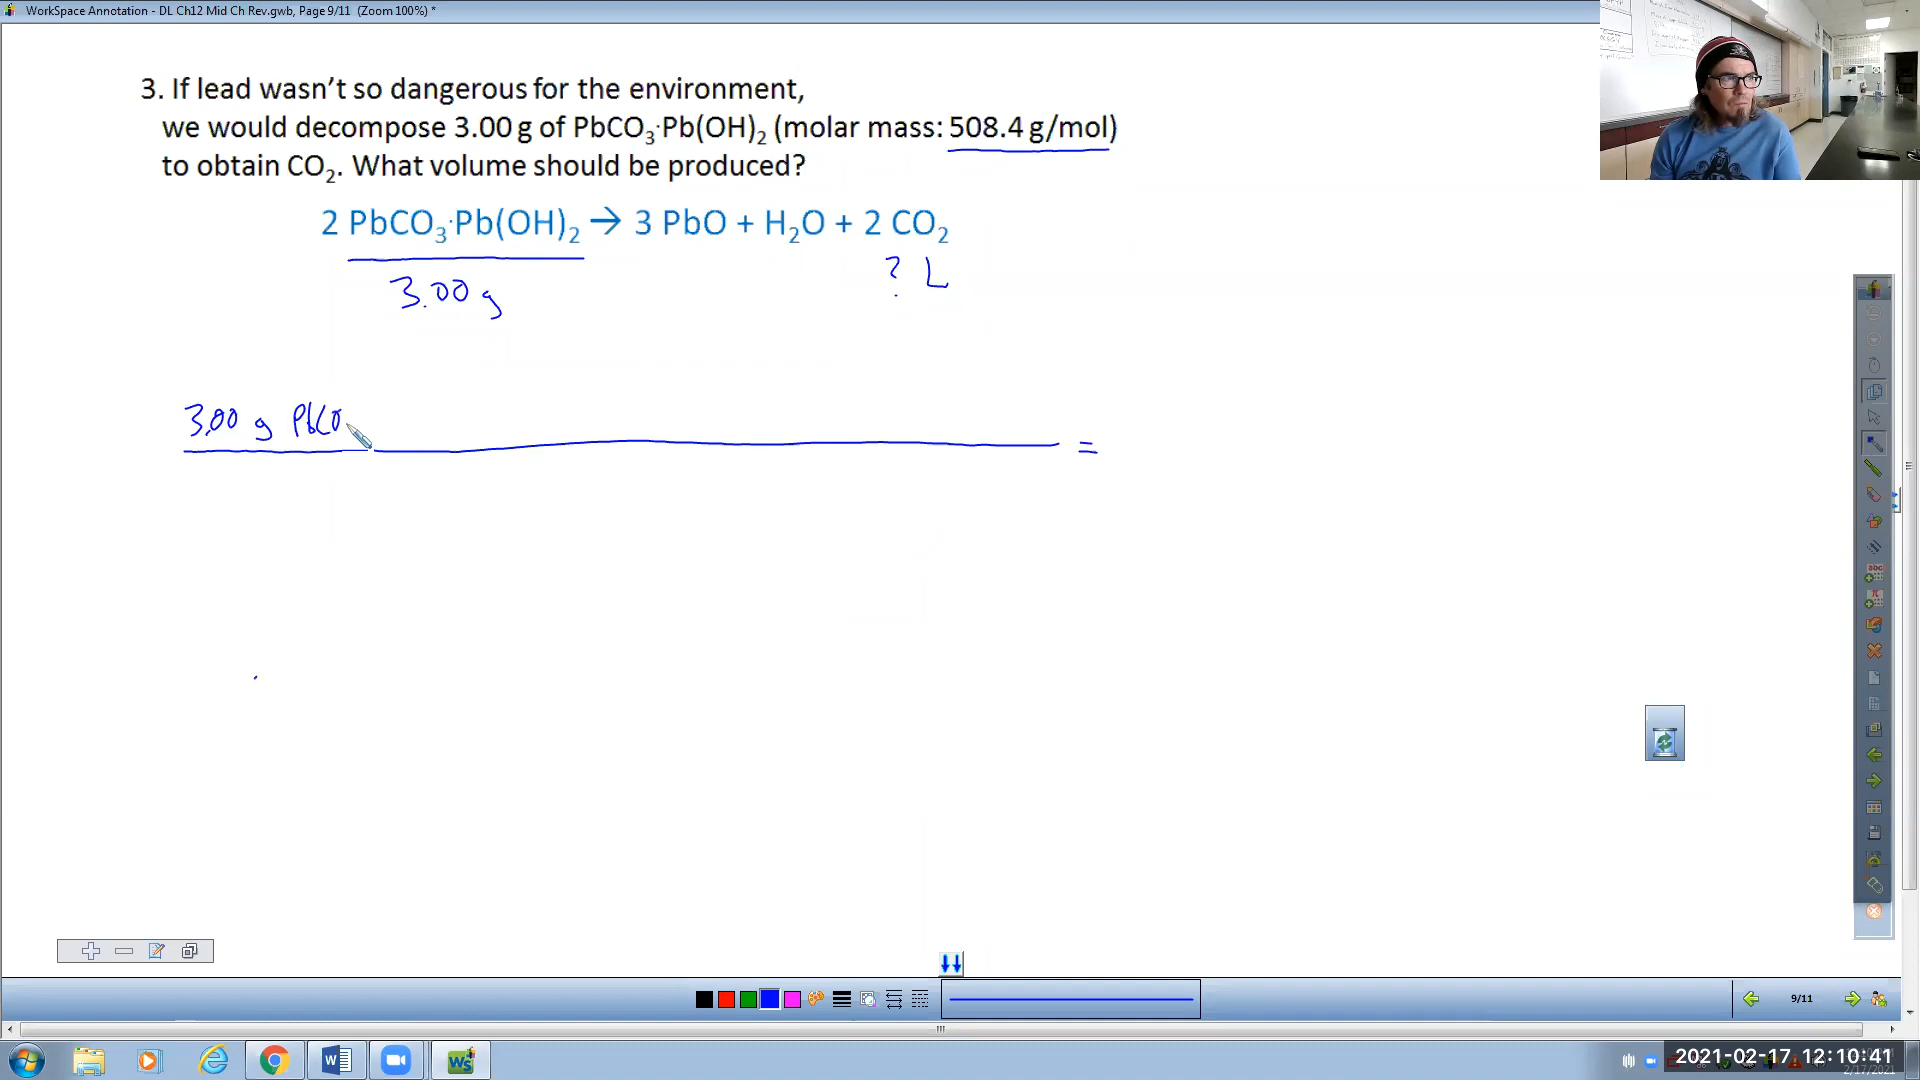 WorkSpace Annotation - DL Ch12 Mid Ch Rev.gwb, Page 9/11 (Zoom 100%) *
3. If lead wasn't so dangerous for the environment,
we would decompose 3.00 g of PbCO₃·Pb(OH)₂ (molar mass: 508.4 g/mol)
to obtain CO₂. What volume should be produced?
2 PbCO₃·Pb(OH)₂ → 3 PbO + H₂O + 2 CO₂
3.00 g
? L
3.00 g PbCO
=
9/11
2021-02-17 12:10:41
2/17/2021